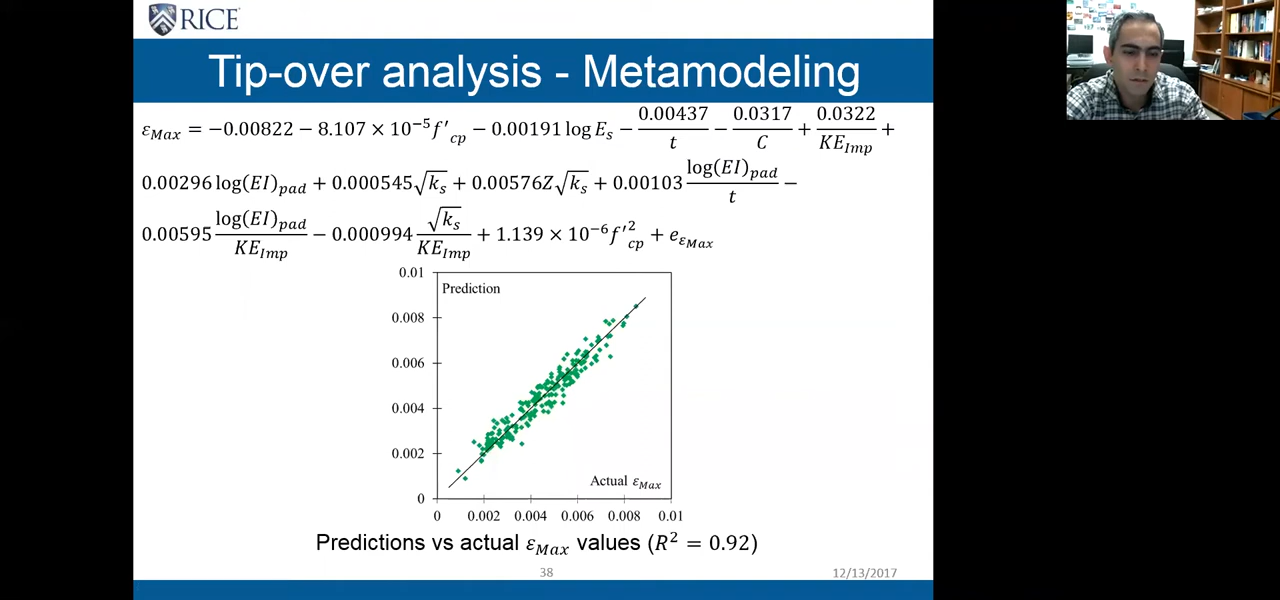 RICE
Tip-over analysis - Metamodeling
ε_Max = −0.00822 − 8.107 × 10⁻⁵f′_cp − 0.00191 log E_s − 0.00437/t − 0.0317/C + 0.0322/KE_Imp +
0.00296 log(EI)_pad + 0.000545√k_s + 0.00576Z√k_s + 0.00103 log(EI)_pad/t −
0.00595 log(EI)_pad/KE_Imp − 0.000994 √k_s/KE_Imp + 1.139 × 10⁻⁶f′²_cp + e_ε_Max
0.01
Prediction
0.008
0.006
0.004
0.002
Actual ε_Max
0
0 0.002 0.004 0.006 0.008 0.01
Predictions vs actual ε_Max values (R² = 0.92)
38
12/13/2017